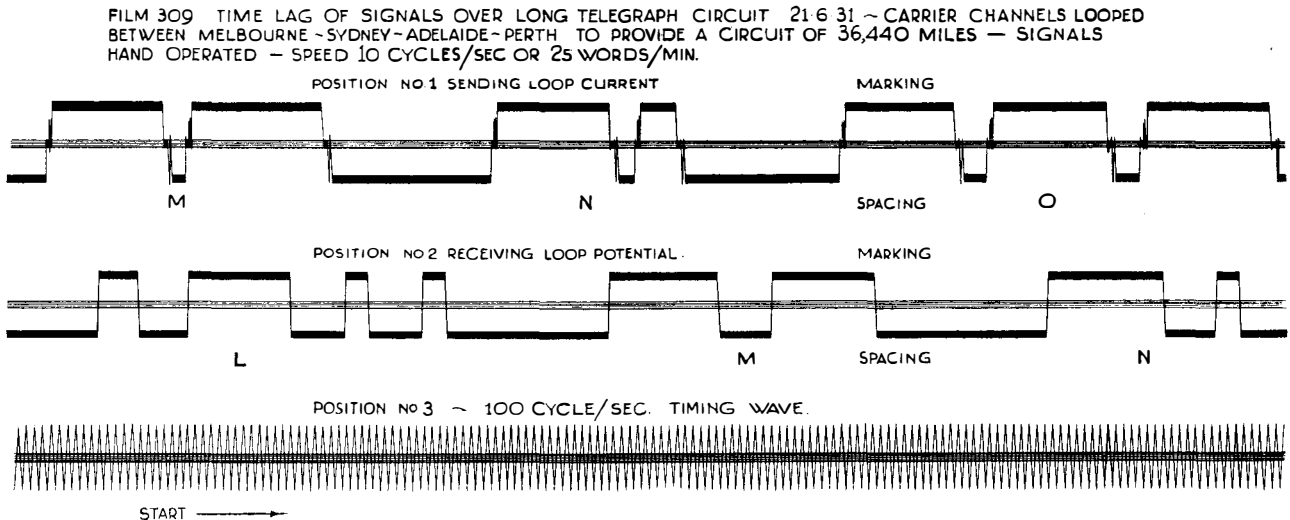 FILM 309 TIME LAG OF SIGNALS OVER LONG TELEGRAPH CIRCUIT 21·6·31 ~ CARRIER CHANNELS LOOPED
BETWEEN MELBOURNE ~ SYDNEY ~ ADELAIDE ~ PERTH TO PROVIDE A CIRCUIT OF 36,440 MILES — SIGNALS
HAND OPERATED — SPEED 10 CYCLES/SEC OR 25 WORDS/MIN.
POSITION NO.1 SENDING LOOP CURRENT MARKING
M N SPACING O
POSITION NO 2 RECEIVING LOOP POTENTIAL. MARKING
L M SPACING N
POSITION NO 3 ~ 100 CYCLE/SEC. TIMING WAVE.
START